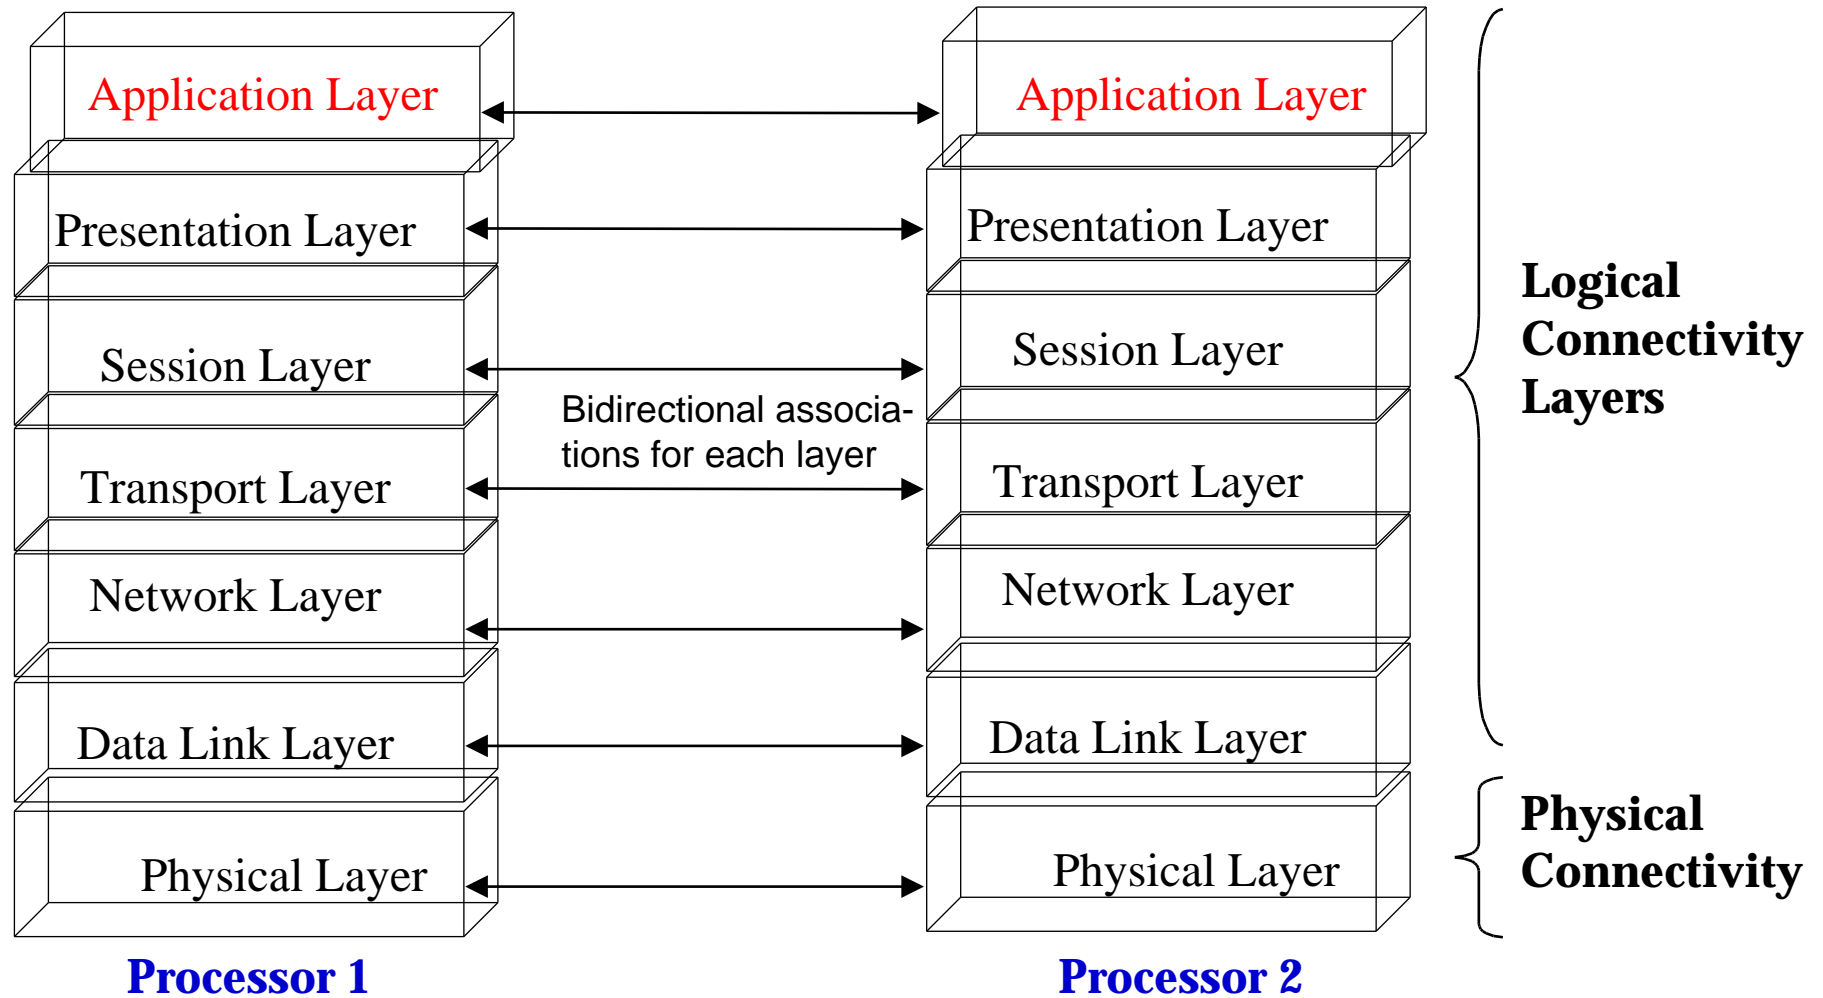 Application Layer
Application Layer
Presentation Layer
Presentation Layer
Logical
Connectivity
Layers
Session Layer
Session Layer
Bidirectional associa-
tions for each layer
Transport Layer
Transport Layer
Network Layer
Network Layer
Data Link Layer
Data Link Layer
Physical
Connectivity
Physical Layer
Physical Layer
Processor 1
Processor 2